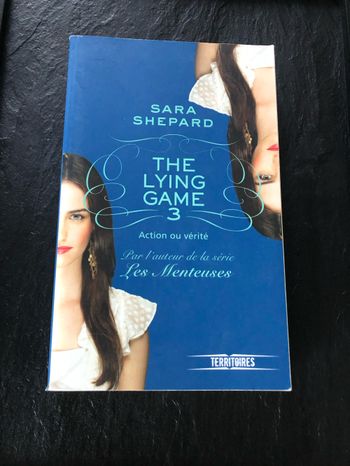 SARA
SHEPARD
THE
LYING
GAME
3
Action ou vérité
Par l'auteur de la série
Les Menteuses
TERRITOIRES